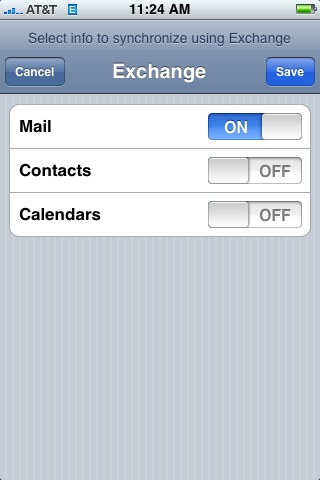 AT&T E 11:24 AM
Select info to synchronize using Exchange
Cancel Exchange Save
Mail ON
Contacts OFF
Calendars OFF